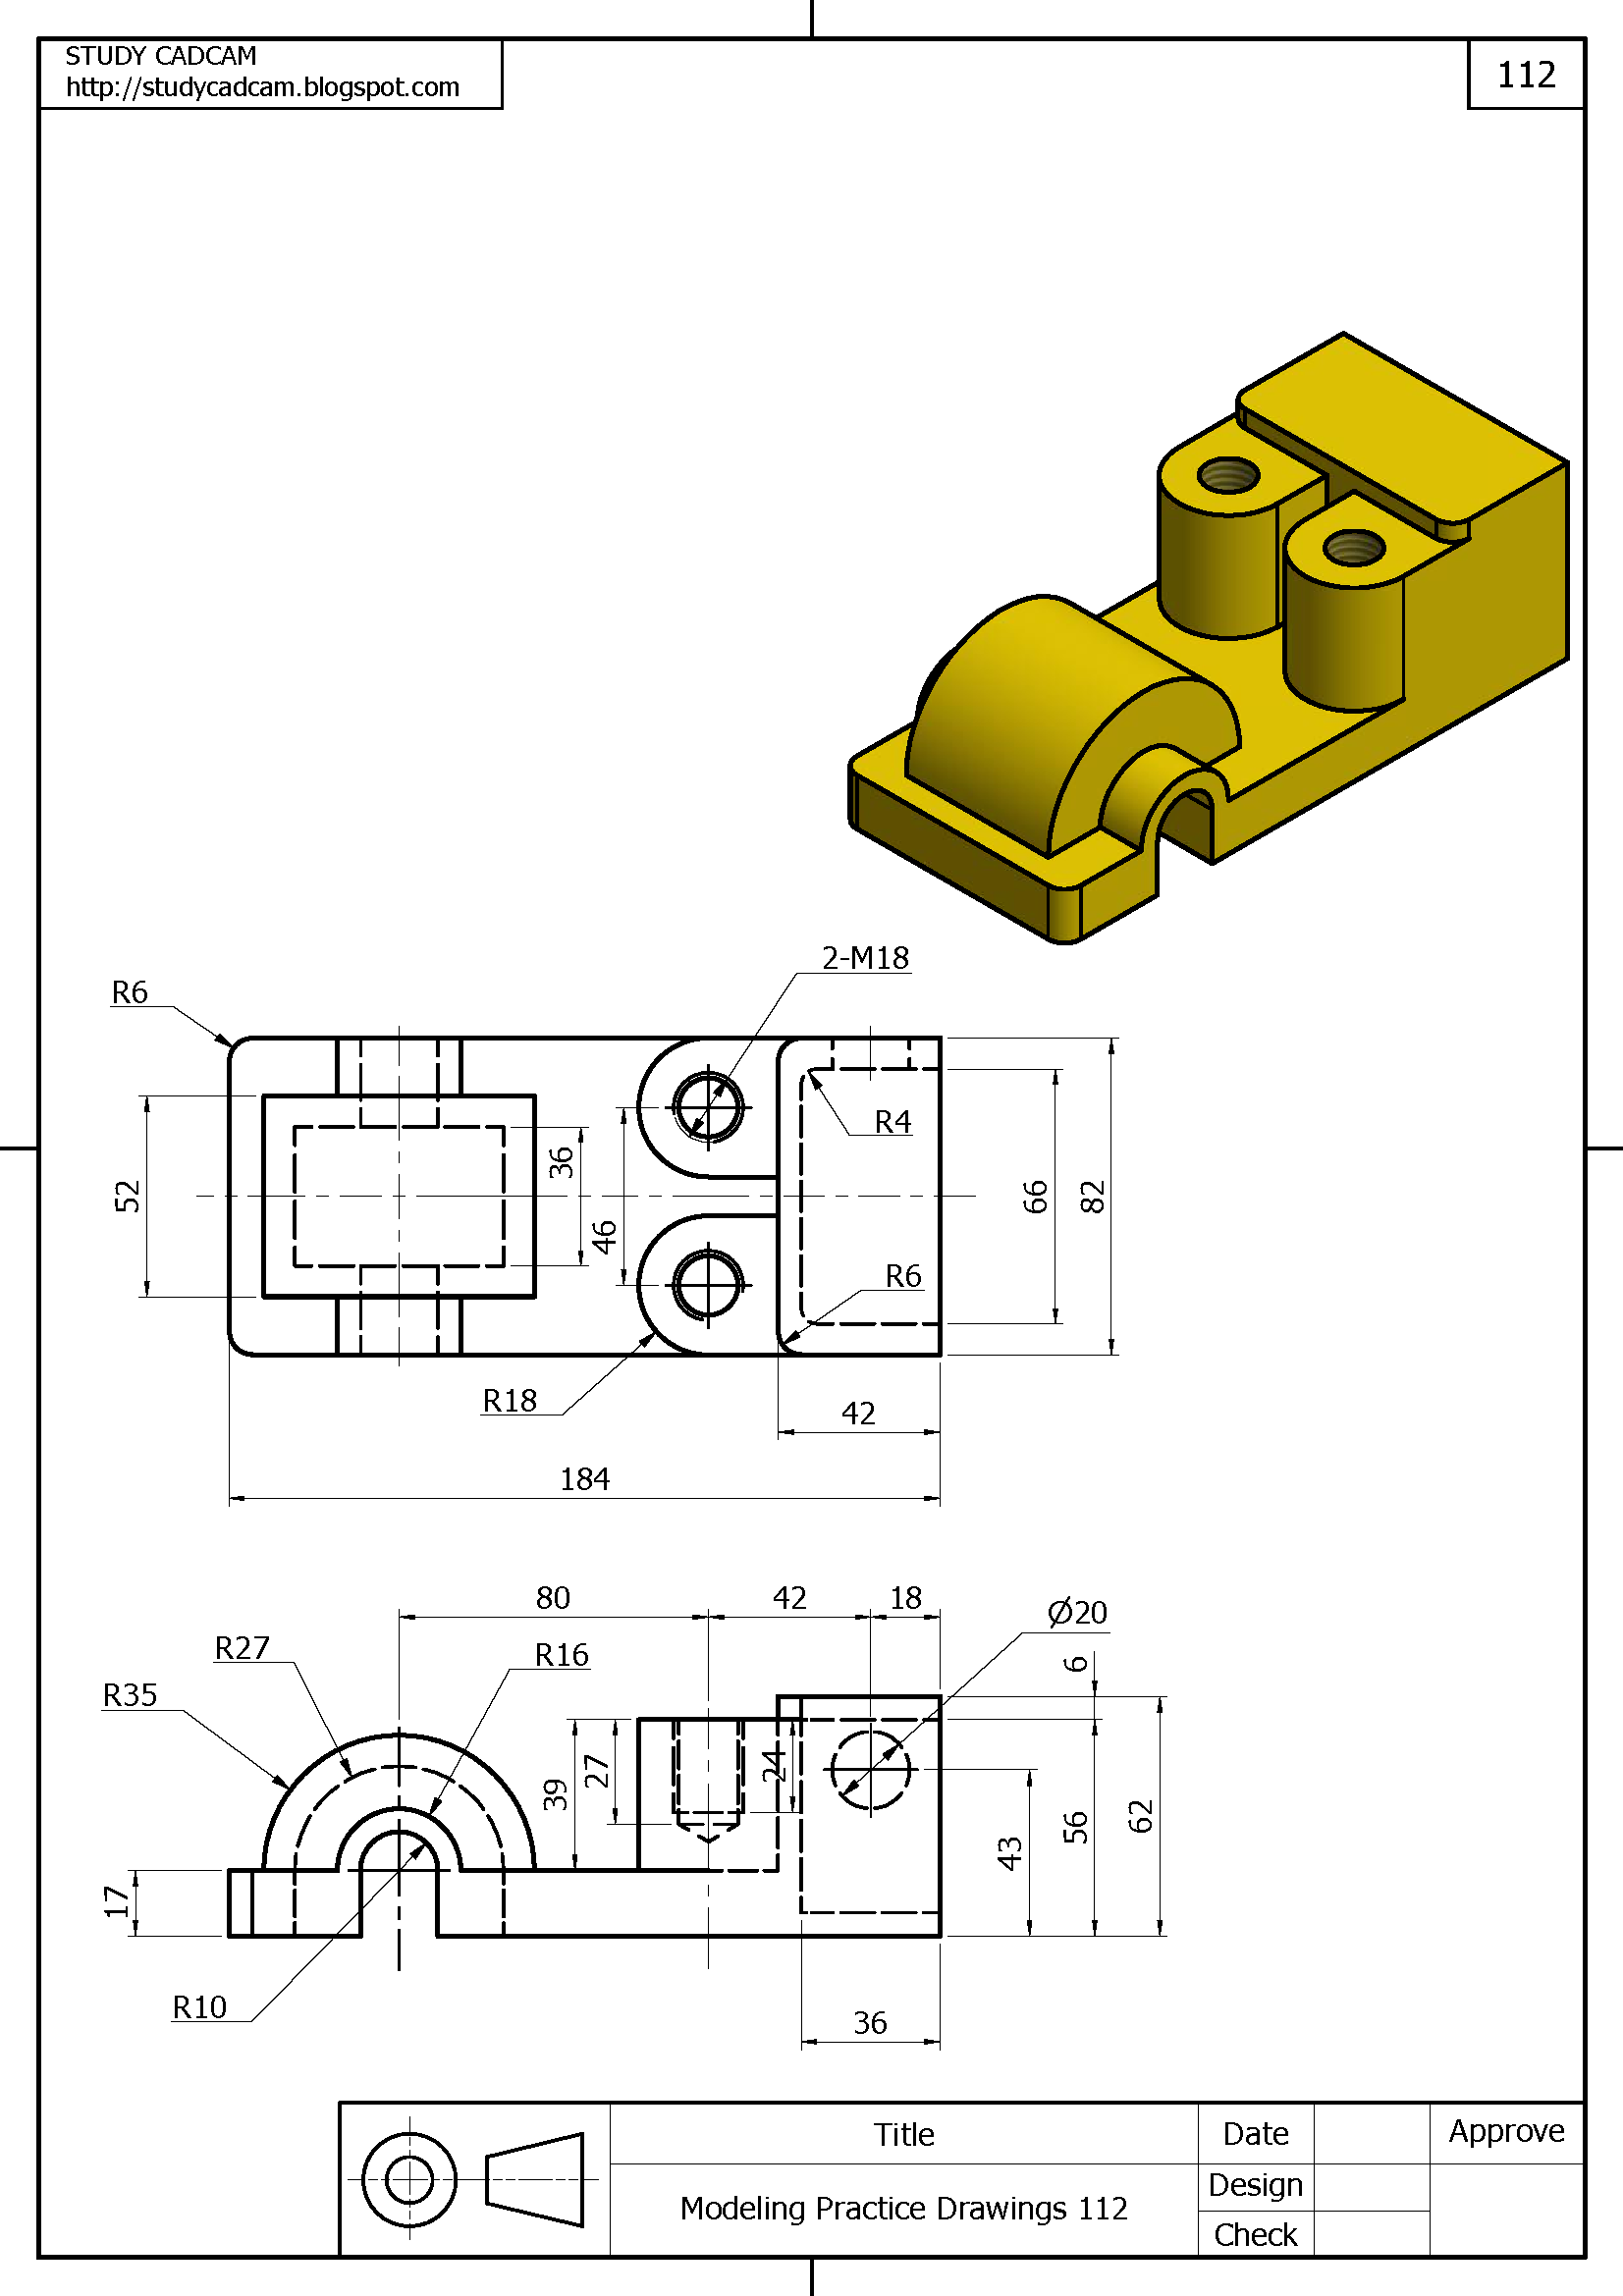 STUDY CADCAM
http://studycadcam.blogspot.com
112
2-M18
R6
R4
36
52
46
66
82
R6
R18
42
184
80
42
18
Ø20
R27
R16
6
R35
27
24
39
56
62
43
17
R10
36
Title
Date
Approve
Design
Modeling Practice Drawings 112
Check